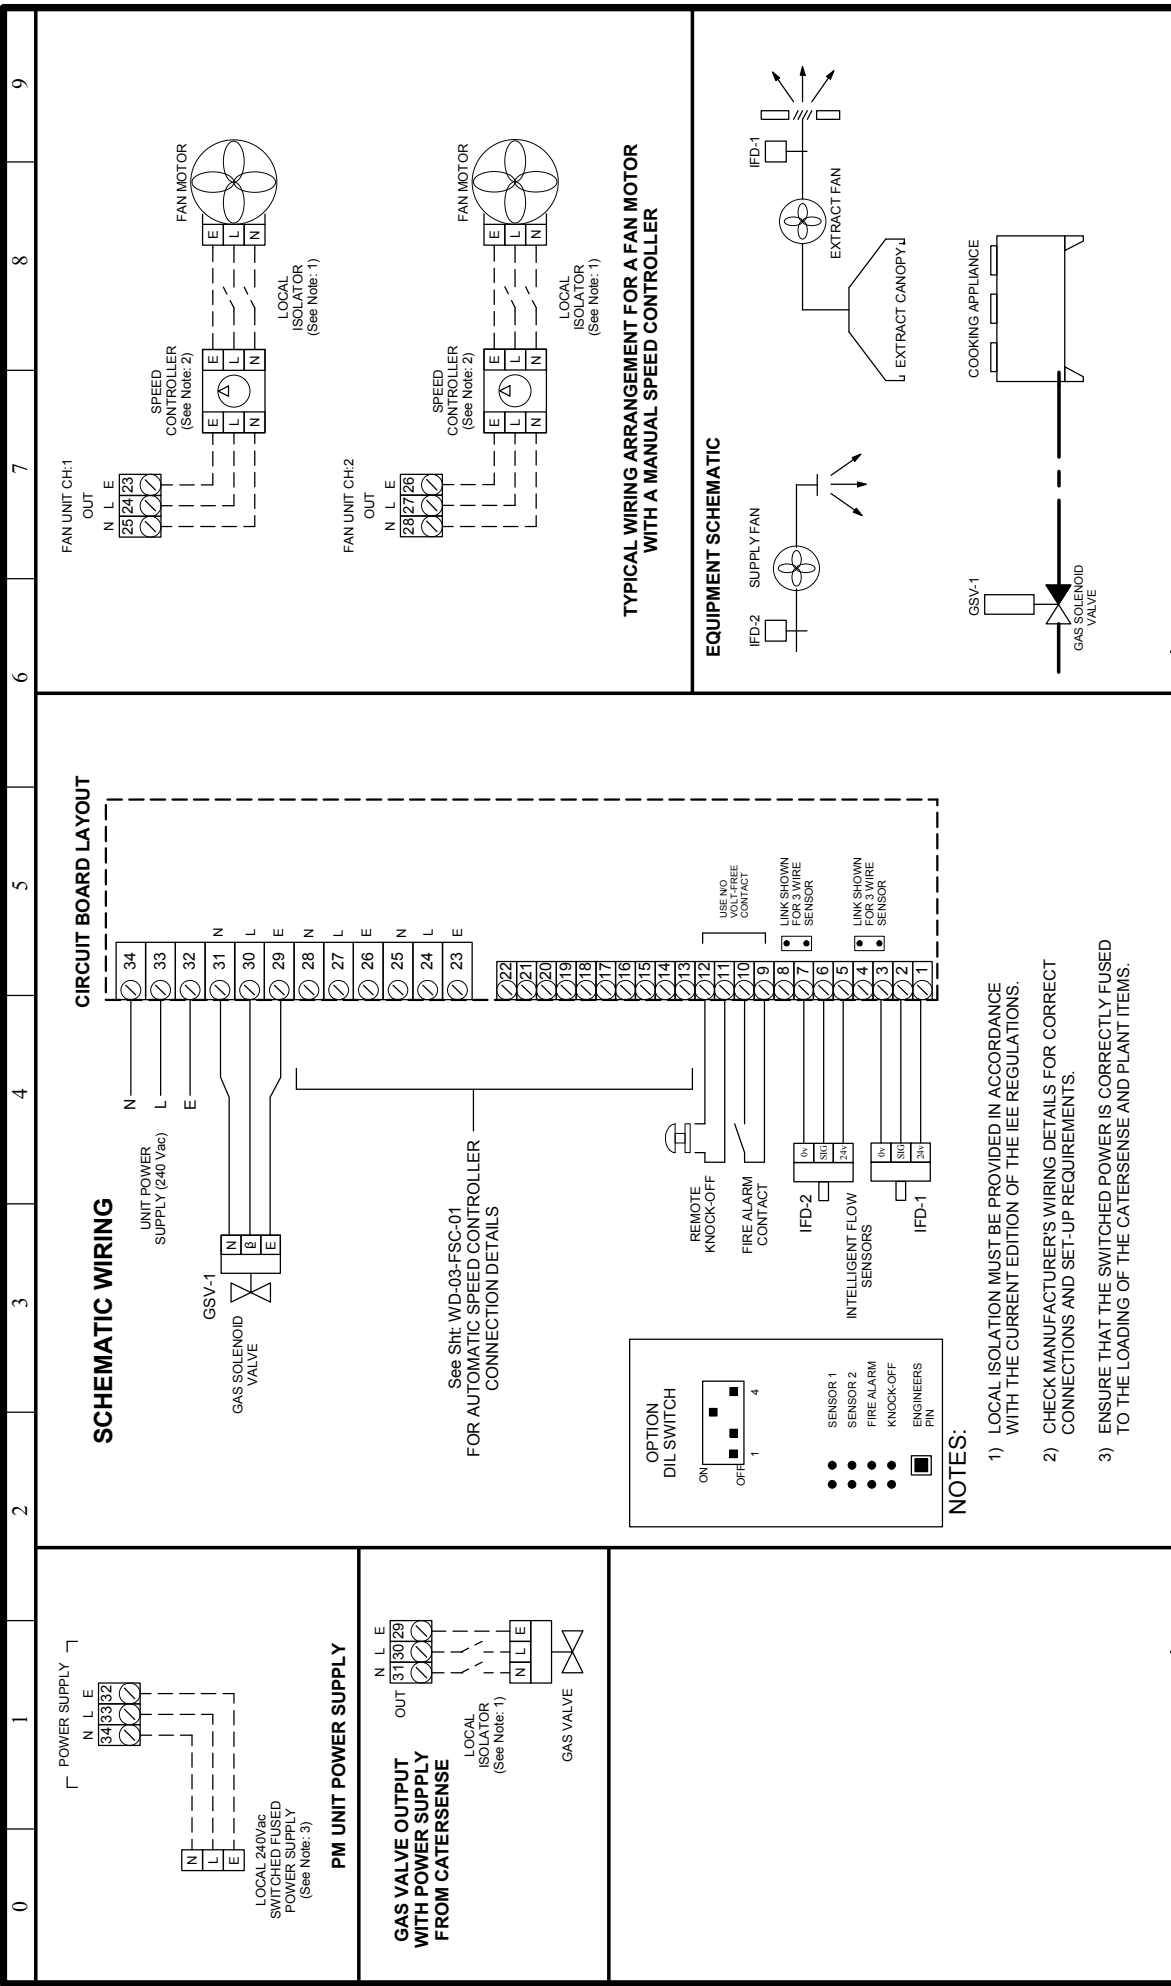 0
1
2
3
4
5
6
7
8
9
POWER SUPPLY
N L E
34 33 32
N
L
E
LOCAL 240Vac
SWITCHED FUSED
POWER SUPPLY
(See Note: 3)
PM UNIT POWER SUPPLY
GAS VALVE OUTPUT
WITH POWER SUPPLY
FROM CATERSENSE
OUT
N L E
31 30 29
LOCAL
ISOLATOR
(See Note: 1)
N L E
GAS VALVE
SCHEMATIC WIRING
CIRCUIT BOARD LAYOUT
UNIT POWER
SUPPLY (240 Vac)
N
L
E
34
33
32
31 N
30 L
29 E
28 N
27 L
26 E
25 N
24 L
23 E
GSV-1
N
ß
E
GAS SOLENOID
VALVE
See Sht: WD-03-FSC-01
FOR AUTOMATIC SPEED CONTROLLER
CONNECTION DETAILS
22
21
20
19
18
17
16
15
14
13
12
11
10
9
8
7
6
5
4
3
2
1
USE N/O
VOLT-FREE
CONTACT
LINK SHOWN
FOR 3 WIRE
SENSOR
LINK SHOWN
FOR 3 WIRE
SENSOR
REMOTE
KNOCK-OFF
FIRE ALARM
CONTACT
IFD-2
0v
SIG
24v
INTELLIGENT FLOW
SENSORS
0v
SIG
24v
IFD-1
OPTION
DIL SWITCH
ON
OFF
1
4
SENSOR 1
SENSOR 2
FIRE ALARM
KNOCK-OFF
ENGINEERS
PIN
NOTES:
1) LOCAL ISOLATION MUST BE PROVIDED IN ACCORDANCE
WITH THE CURRENT EDITION OF THE IEE REGULATIONS.
2) CHECK MANUFACTURER'S WIRING DETAILS FOR CORRECT
CONNECTIONS AND SET-UP REQUIREMENTS.
3) ENSURE THAT THE SWITCHED POWER IS CORRECTLY FUSED
TO THE LOADING OF THE CATERSENSE AND PLANT ITEMS.
FAN UNIT CH:1
OUT
N L E
25 24 23
SPEED
CONTROLLER
(See Note: 2)
E
L
N
E
L
N
LOCAL
ISOLATOR
(See Note: 1)
E
L
N
FAN MOTOR
FAN UNIT CH:2
OUT
N L E
28 27 26
SPEED
CONTROLLER
(See Note: 2)
E
L
N
E
L
N
LOCAL
ISOLATOR
(See Note: 1)
E
L
N
FAN MOTOR
TYPICAL WIRING ARRANGEMENT FOR A FAN MOTOR
WITH A MANUAL SPEED CONTROLLER
EQUIPMENT SCHEMATIC
IFD-2
SUPPLY FAN
IFD-1
EXTRACT FAN
EXTRACT CANOPY
GSV-1
GAS SOLENOID
VALVE
COOKING APPLIANCE